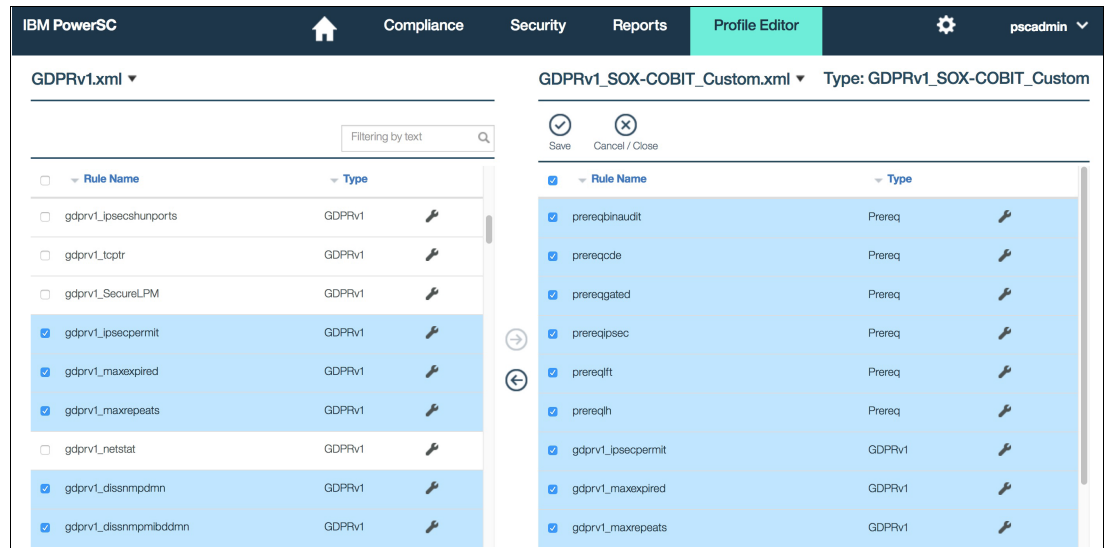 IBM PowerSC Compliance Security Reports Profile Editor pscadmin
GDPRv1.xml
Filtering by text
Rule Name Type
gdprv1_ipsecshunports GDPRv1
gdprv1_tcptr GDPRv1
gdprv1_SecureLPM GDPRv1
gdprv1_ipsecpermit GDPRv1
gdprv1_maxexpired GDPRv1
gdprv1_maxrepeats GDPRv1
gdprv1_netstat GDPRv1
gdprv1_dissnmpdmn GDPRv1
gdprv1_dissnmpmibddmn GDPRv1
GDPRv1_SOX-COBIT_Custom.xml Type: GDPRv1_SOX-COBIT_Custom
Save Cancel / Close
Rule Name Type
prereqbinaudit Prereq
prereqcde Prereq
prereqgated Prereq
prereqipsec Prereq
prereqlft Prereq
prereqlh Prereq
gdprv1_ipsecpermit GDPRv1
gdprv1_maxexpired GDPRv1
gdprv1_maxrepeats GDPRv1